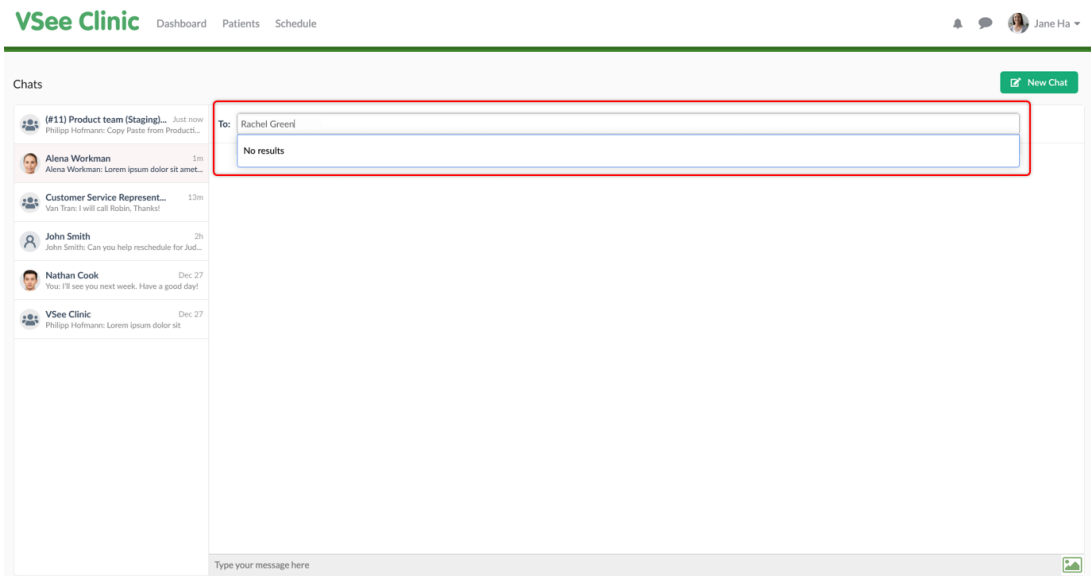 VSee Clinic Dashboard Patients Schedule Jane Ha
Chats
New Chat
(#11) Product team (Staging)... Just now
Philipp Hofmann: Copy Paste from Producti...
Alena Workman 1m
Alena Workman: Lorem ipsum dolor sit amet...
Customer Service Represent... 13m
Van Tran: I will call Robin, Thanks!
John Smith 2h
John Smith: Can you help reschedule for Jud...
Nathan Cook Dec 27
You: I'll see you next week. Have a good day!
VSee Clinic Dec 27
Philipp Hofmann: Lorem ipsum dolor sit
To: Rachel Green
No results
Type your message here